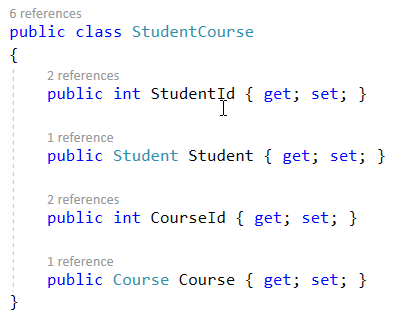 6 references
public class StudentCourse
{
2 references
public int StudentId { get; set; }
1 reference
public Student Student { get; set; }
2 references
public int CourseId { get; set; }
1 reference
public Course Course { get; set; }
}